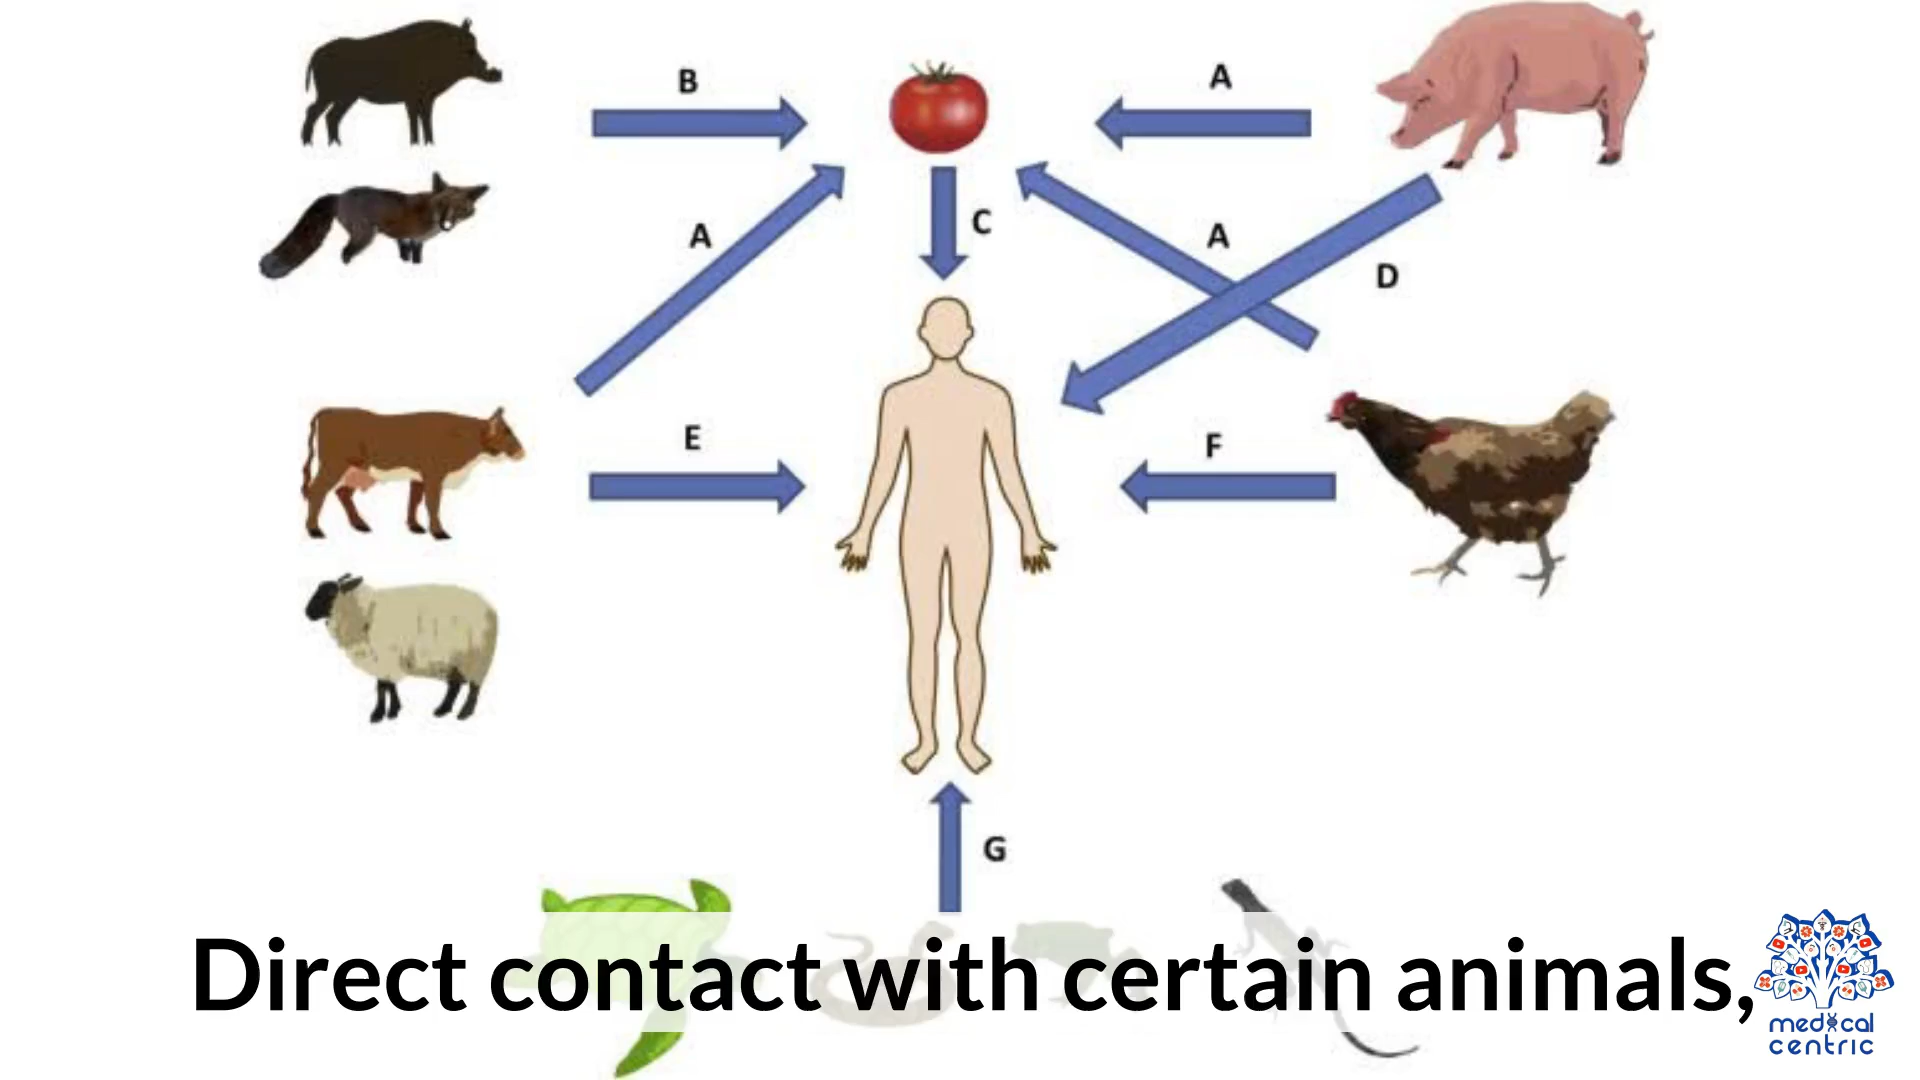 B
A
A
C
A
D
E
F
G
Direct contact with certain animals,
medical
centric